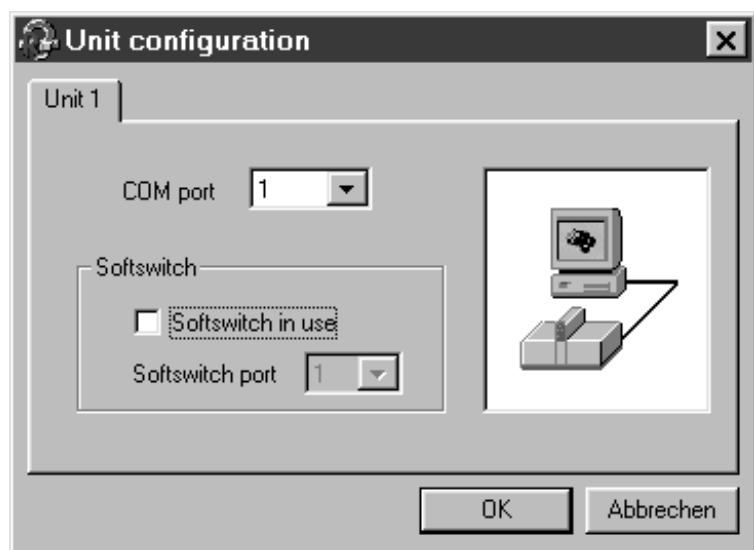 Unit configuration
Unit 1
COM port 1
Softswitch
Softswitch in use
Softswitch port 1
OK Abbrechen